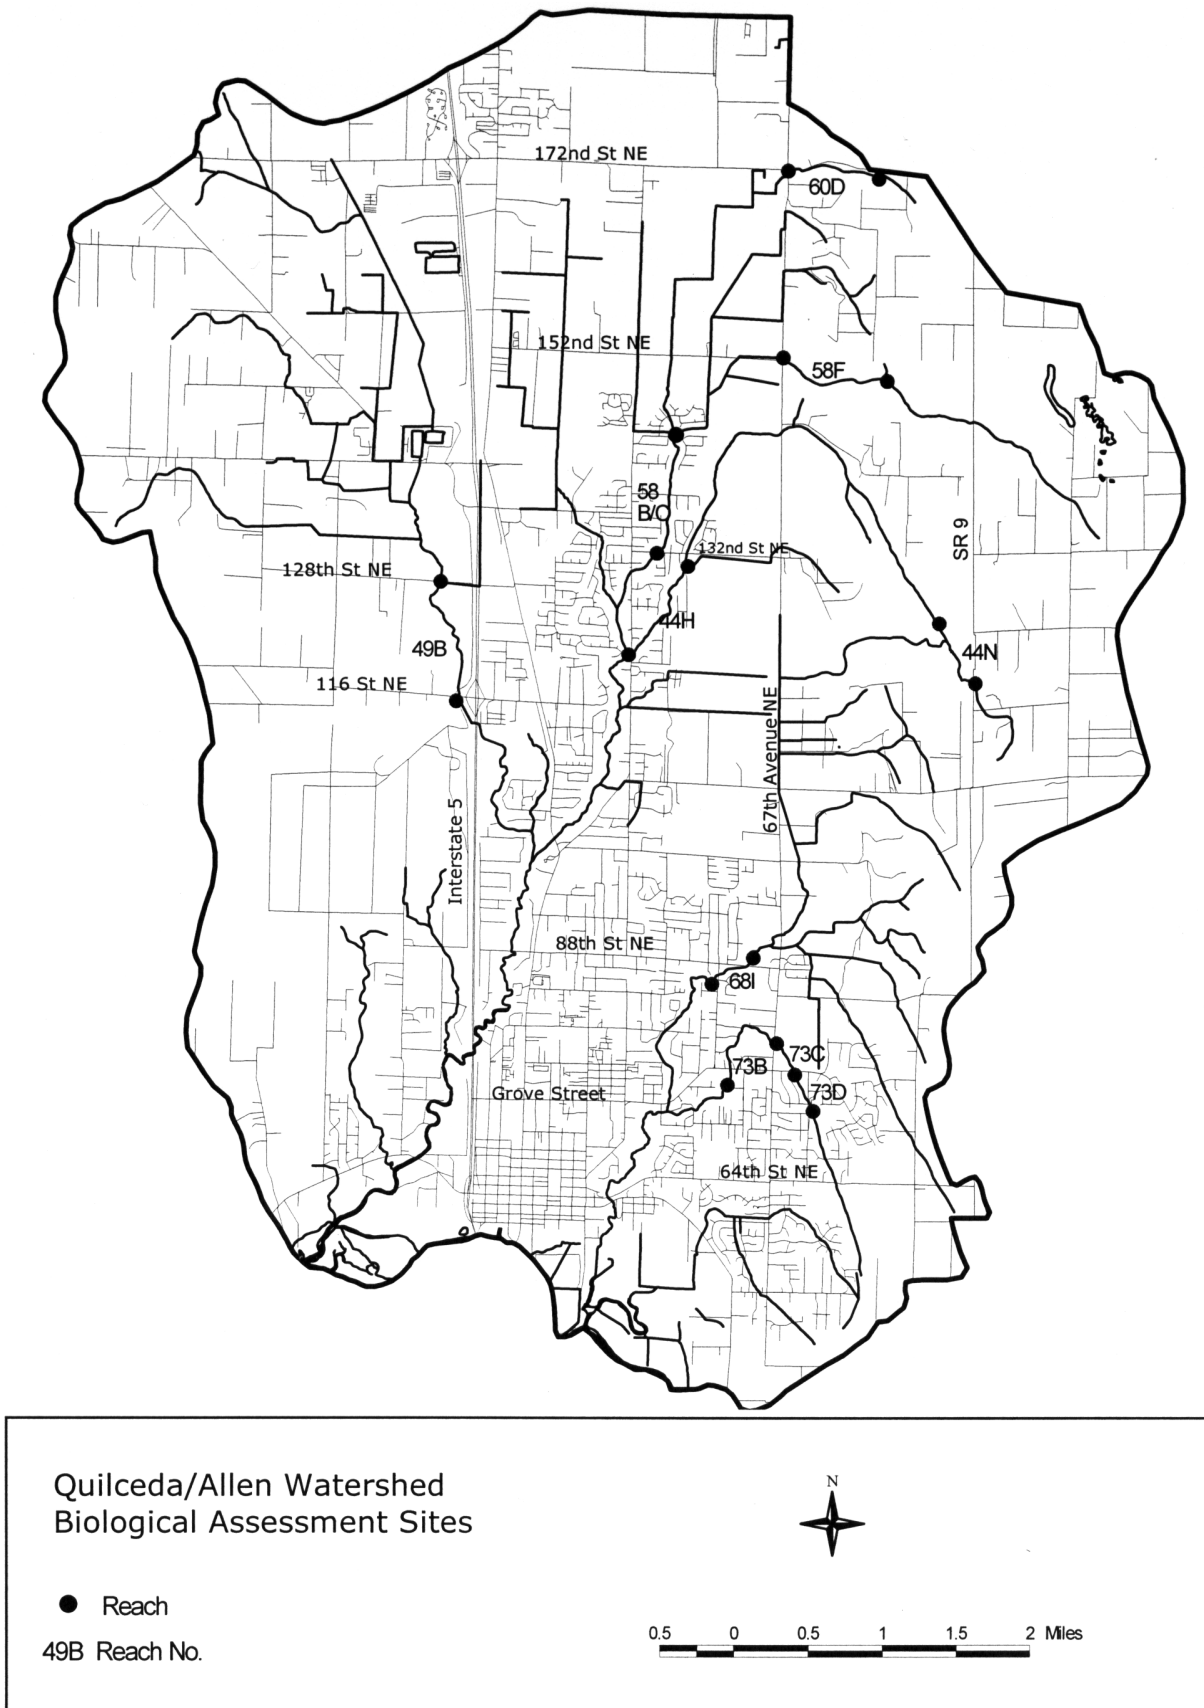 172nd St NE
60D
152nd St NE
58F
58
B/C
132nd St NE
SR 9
128th St NE
44H
49B
44N
116 St NE
67th Avenue NE
Interstate 5
88th St NE
68I
73C
73B
73D
Grove Street
64th St NE
Quilceda/Allen Watershed
Biological Assessment Sites
N
Reach
49B Reach No.
0.5 0 0.5 1 1.5 2 Miles